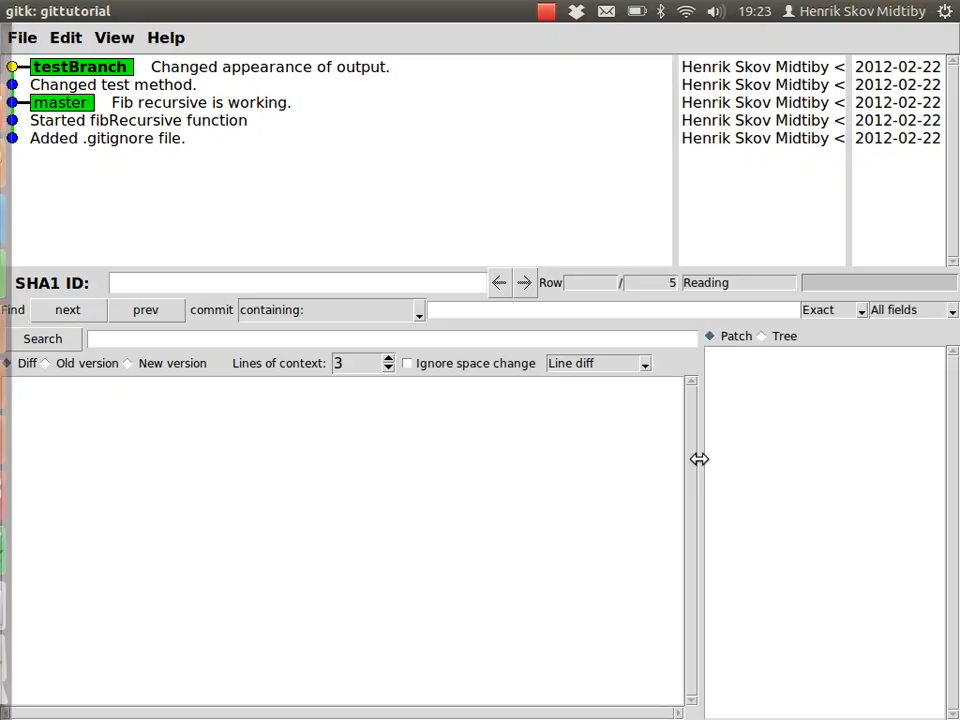 gitk: gittutorial 19:23 Henrik Skov Midtiby
File Edit View Help
testBranch Changed appearance of output. Henrik Skov Midtiby < 2012-02-22
Changed test method. Henrik Skov Midtiby < 2012-02-22
master Fib recursive is working. Henrik Skov Midtiby < 2012-02-22
Started fibRecursive function Henrik Skov Midtiby < 2012-02-22
Added .gitignore file. Henrik Skov Midtiby < 2012-02-22
SHA1 ID: Row / 5 Reading
Find next prev commit containing: Exact All fields
Search Patch Tree
Diff Old version New version Lines of context: 3 Ignore space change Line diff